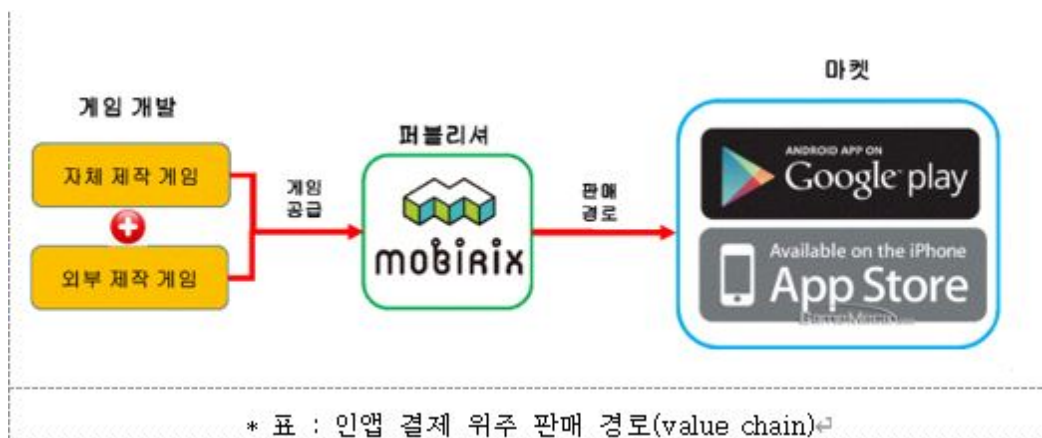 마켓
게임 개발
퍼블리셔
자체 제작 게임
외부 제작 게임
게임
공급
mobirix
판매
경로
ANDROID APP ON
Google play
Available on the iPhone
App Store
* 표 : 인앱 결제 위주 판매 경로(value chain)↵